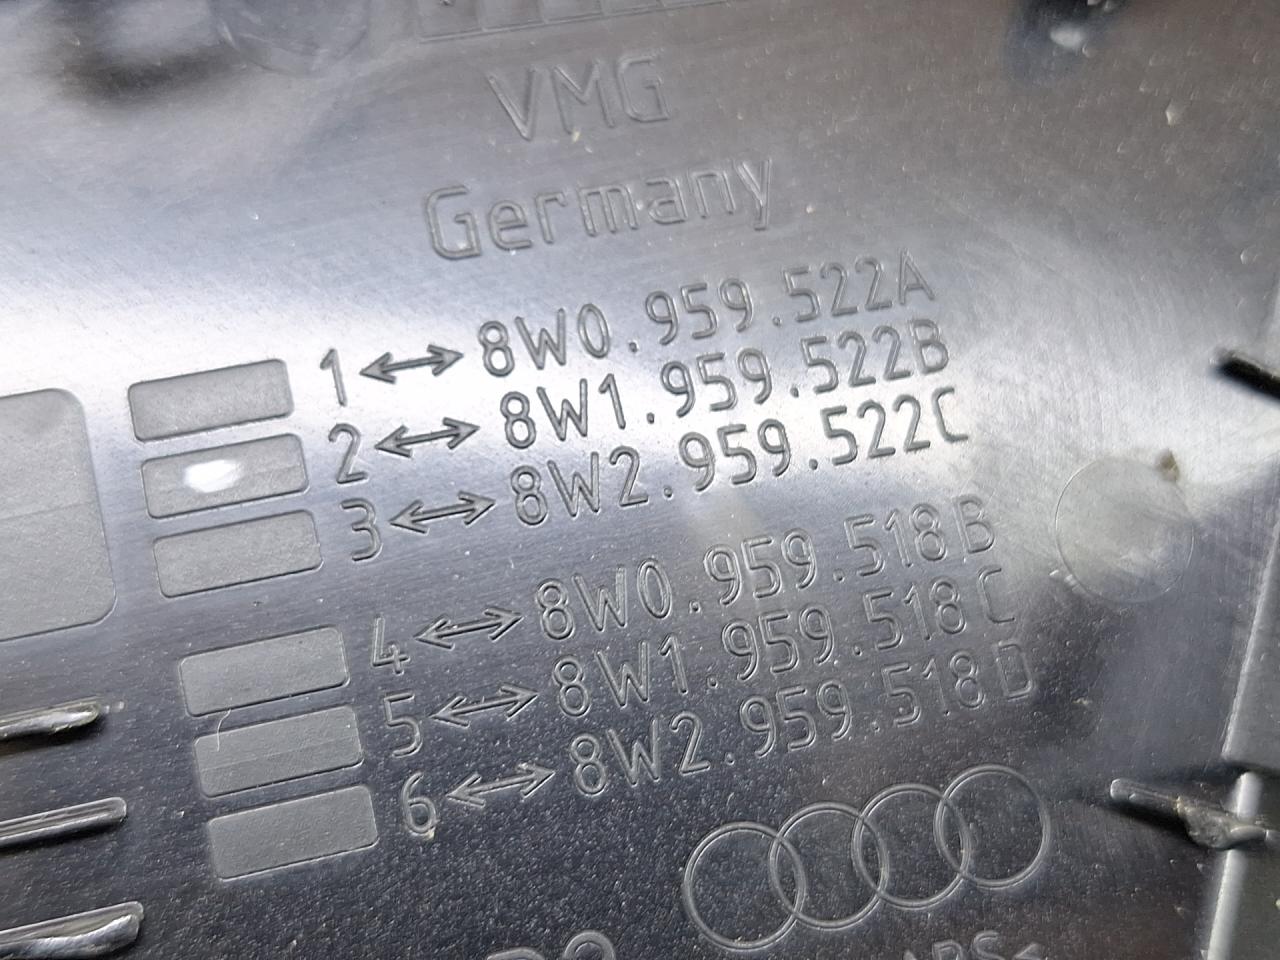 VMG
Germany
1 ↔ 8W0.959.522A
2 ↔ 8W1.959.522B
3 ↔ 8W2.959.522C
4 ↔ 8W0.959.518B
5 ↔ 8W1.959.518C
6 ↔ 8W2.959.518D